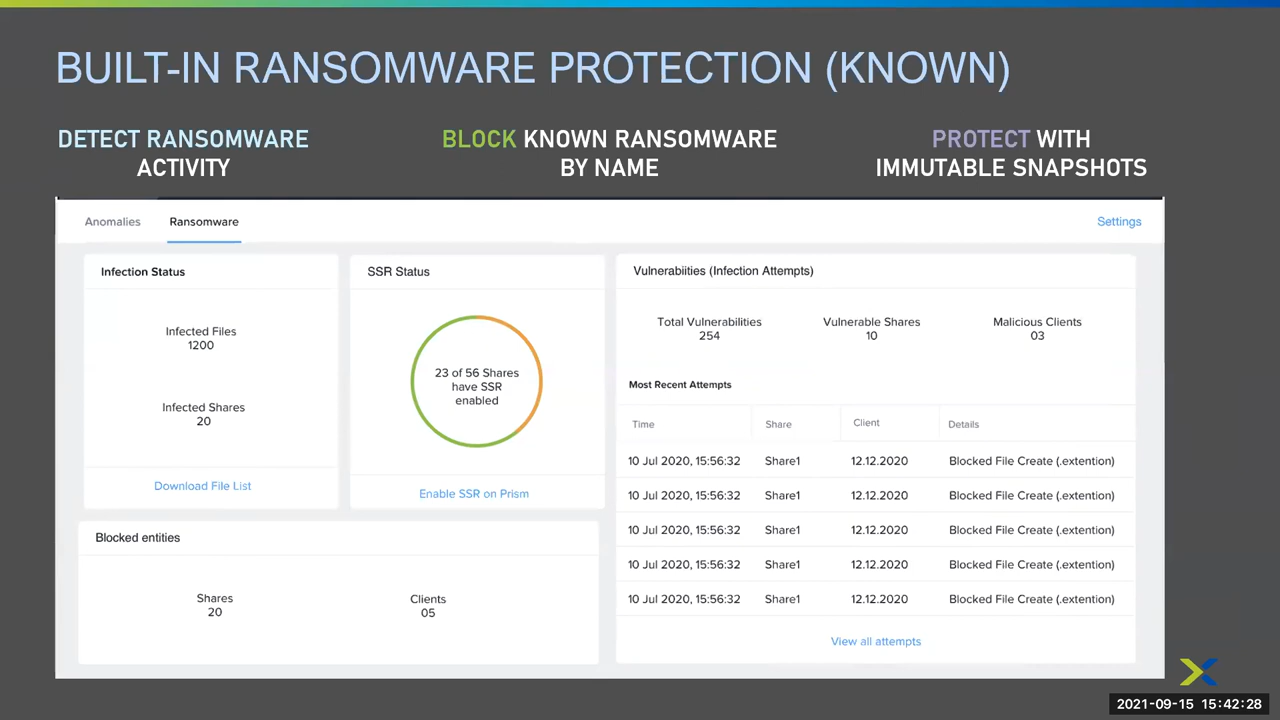 BUILT-IN RANSOMWARE PROTECTION (KNOWN)
DETECT RANSOMWARE
ACTIVITY
BLOCK KNOWN RANSOMWARE
BY NAME
PROTECT WITH
IMMUTABLE SNAPSHOTS
Anomalies
Ransomware
Settings
Infection Status
Infected Files
1200
Infected Shares
20
Download File List
SSR Status
23 of 56 Shares
have SSR
enabled
Enable SSR on Prism
Blocked entities
Shares
20
Clients
05
Vulnerabiities (Infection Attempts)
Total Vulnerabilities
254
Vulnerable Shares
10
Malicious Clients
03
Most Recent Attempts
Time Share Client Details
10 Jul 2020, 15:56:32 Share1 12.12.2020 Blocked File Create (.extention)
10 Jul 2020, 15:56:32 Share1 12.12.2020 Blocked File Create (.extention)
10 Jul 2020, 15:56:32 Share1 12.12.2020 Blocked File Create (.extention)
10 Jul 2020, 15:56:32 Share1 12.12.2020 Blocked File Create (.extention)
10 Jul 2020, 15:56:32 Share1 12.12.2020 Blocked File Create (.extention)
View all attempts
2021-09-15 15:42:28